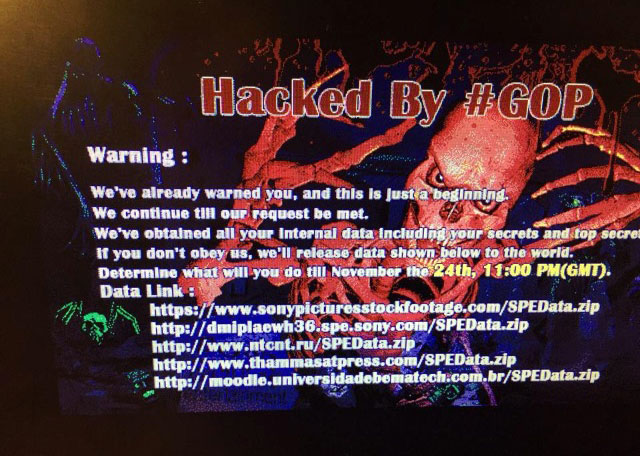 Hacked By #GOP
Warning :
We've already warned you, and this is just a beginning.
We continue till our request be met.
We've obtained all your internal data including your secrets and top secret
If you don't obey us, we'll release data shown below to the world.
Determine what will you do till November the 24th, 11:00 PM(GMT).
Data Link :
https://www.sonypicturesstockfootage.com/SPEData.zip
http://dmiplaewh36.spe.sony.com/SPEData.zip
http://www.ntcnt.ru/SPEData.zip
http://www.thammasatpress.com/SPEData.zip
http://moodle.universidadebematech.com.br/SPEData.zip